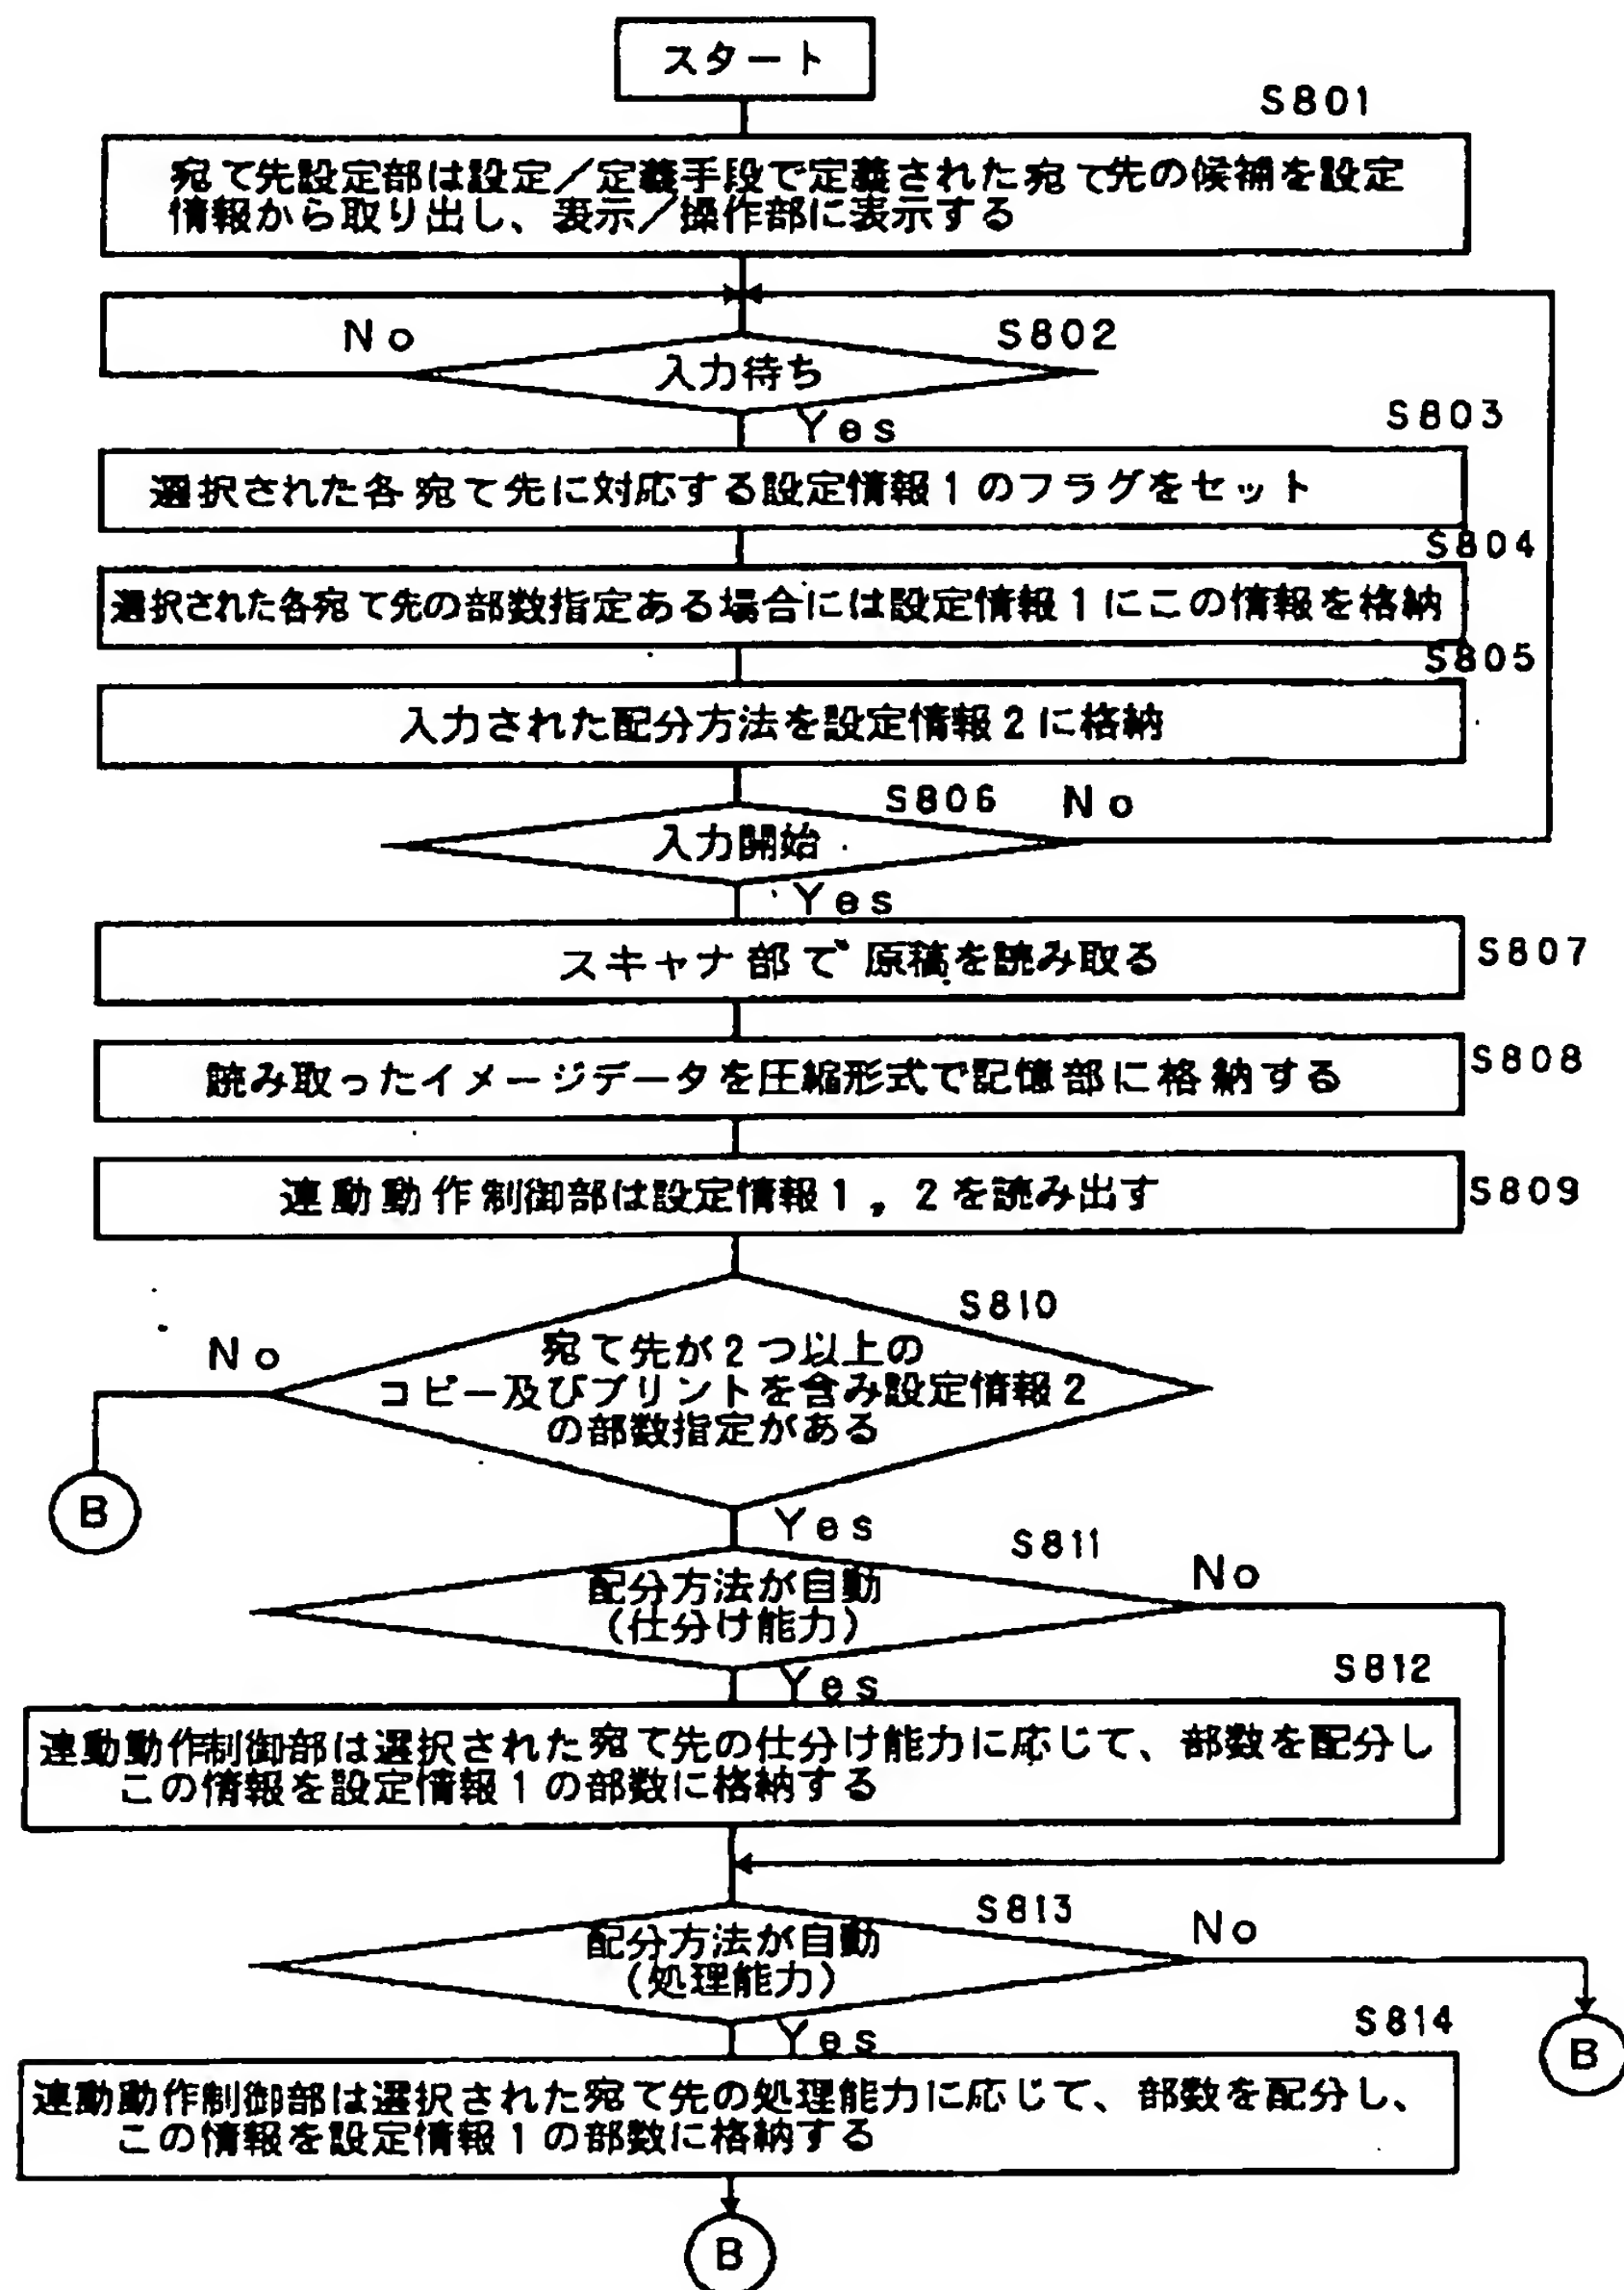 スタート
S801
宛て先設定部は設定／定義手段で定義された宛て先の候補を設定
情報から取り出し、表示／操作部に表示する
No
S802
入力待ち
Yes
S803
選択された各宛て先に対応する設定情報1のフラグをセット
S804
選択された各宛て先の部数指定ある場合には設定情報1にこの情報を格納
S805
入力された配分方法を設定情報2に格納
S806
No
入力開始
Yes
スキャナ部で原稿を読み取る
S807
読み取ったイメージデータを圧縮形式で記憶部に格納する
S808
連動動作制御部は設定情報1，2を読み出す
S809
S810
No
宛て先が2つ以上の
コピー及びプリントを含み設定情報2
の部数指定がある
B
Yes
S811
No
配分方法が自動
(仕分け能力)
Yes
S812
連動動作制御部は選択された宛て先の仕分け能力に応じて、部数を配分し
この情報を設定情報1の部数に格納する
S813
No
配分方法が自動
(処理能力)
Yes
S814
B
連動動作制御部は選択された宛て先の処理能力に応じて、部数を配分し、
この情報を設定情報1の部数に格納する
B